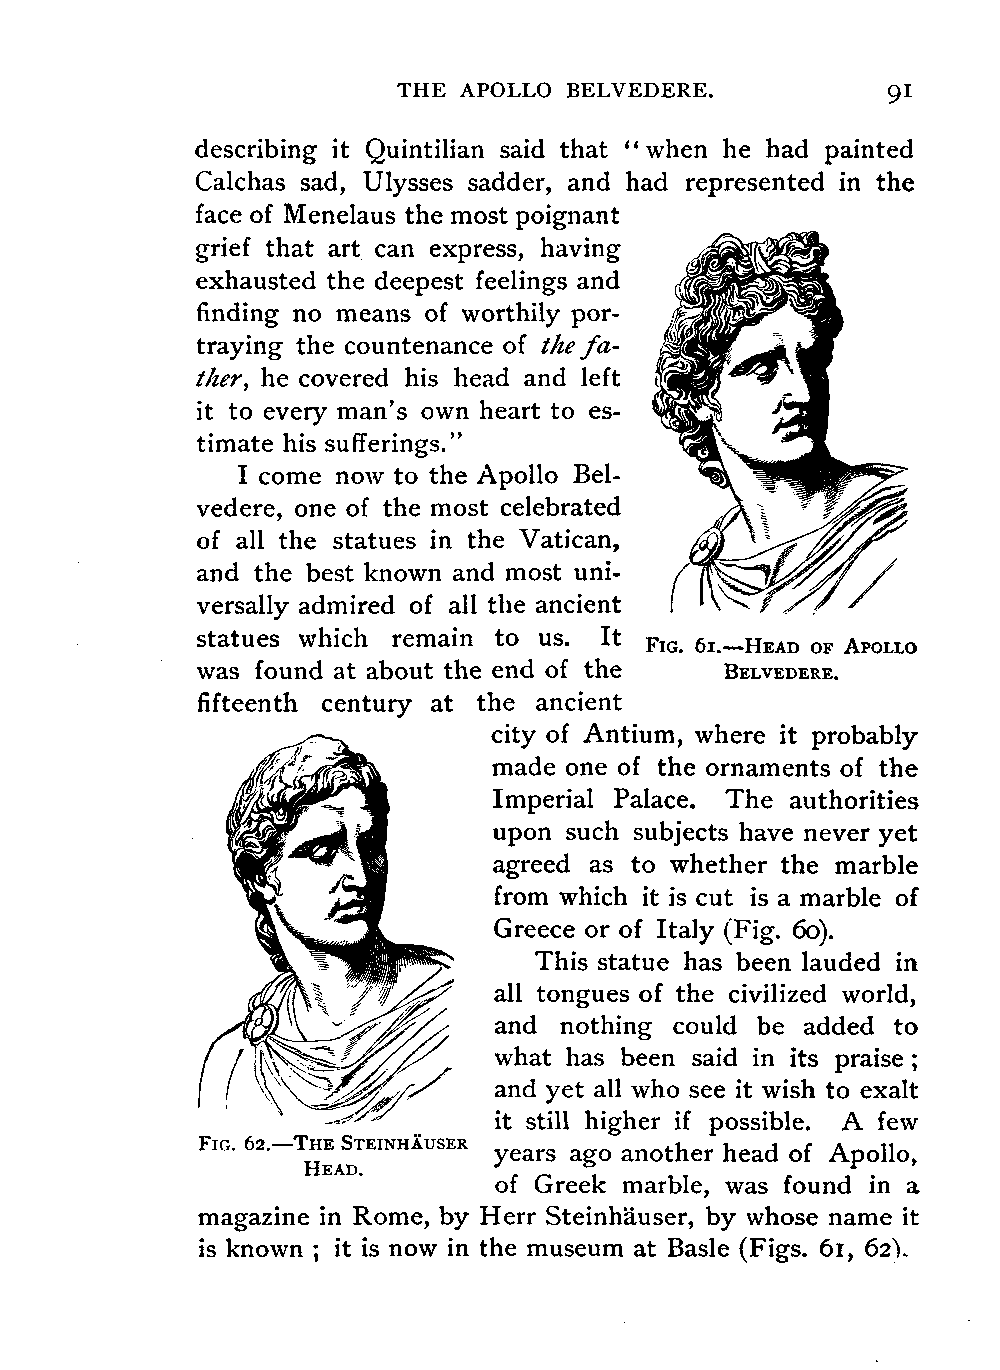 THE APOLLO BELVEDERE. 91
describing it Quintilian said that “when he had painted
Calchas sad, Ulysses sadder, and had represented in the
face of Menelaus the most poignant
grief that art can express, having
exhausted the deepest feelings and
finding no means of worthily por-
traying the countenance of the fa-
ther, he covered his head and left
it to every man's own heart to es-
timate his sufferings.”
I come now to the Apollo Bel-
vedere, one of the most celebrated
of all the statues in the Vatican,
and the best known and most uni-
versally admired of all the ancient
statues which remain to us. It
was found at about the end of the
fifteenth century at the ancient
FIG. 61.—HEAD OF APOLLO
BELVEDERE.
city of Antium, where it probably
made one of the ornaments of the
Imperial Palace. The authorities
upon such subjects have never yet
agreed as to whether the marble
from which it is cut is a marble of
Greece or of Italy (Fig. 60).
This statue has been lauded in
all tongues of the civilized world,
and nothing could be added to
what has been said in its praise;
and yet all who see it wish to exalt
it still higher if possible. A few
years ago another head of Apollo,
of Greek marble, was found in a
FIG. 62.—THE STEINHÄUSER
HEAD.
magazine in Rome, by Herr Steinhäuser, by whose name it
is known; it is now in the museum at Basle (Figs. 61, 62).